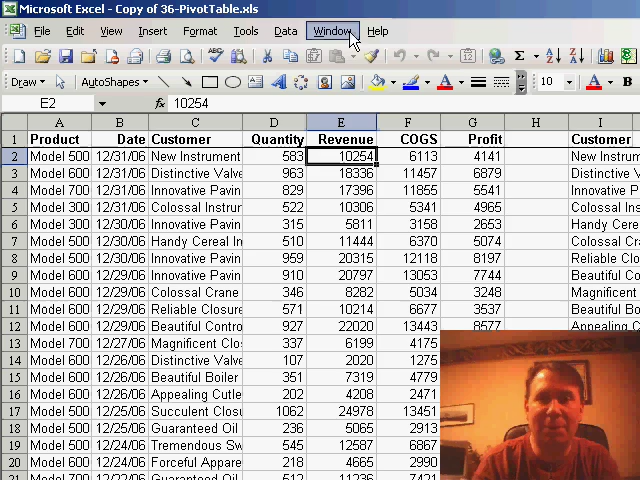 Microsoft Excel - Copy of 36-PivotTable.xls
File Edit View Insert Format Customer Tools Data Window Help
Draw AutoShapes 10 A B
E2 fx 10254
A B C D E F G H I
1 Product Date Customer Quantity Revenue COGS Profit Customer
2 Model 500 12/31/06 New Instrument 583 10254 6113 4141 New Instrum
3 Model 600 12/31/06 Distinctive Valve 963 18336 11457 6879 Distinctive V
4 Model 700 12/31/06 Innovative Pavin 829 17396 11855 5541 Innovative P
5 Model 300 12/31/06 Colossal Instrur 522 10306 5341 4965 Colossal Ins
6 Model 300 12/30/06 Innovative Pavin 315 5811 3158 2653 Innovative P
7 Model 500 12/30/06 Handy Cereal In 510 11444 6370 5074 Handy Cere
8 Model 500 12/30/06 Innovative Pavin 959 20315 12118 8197 Reliable Clo
9 Model 600 12/29/06 Innovative Pavin 910 20797 13053 7744 Beautiful Co
10 Model 600 12/29/06 Colossal Crane 346 8282 5034 3248 Magnificent
11 Model 600 12/29/06 Reliable Closure 571 10214 6677 3537 Beautiful Bo
12 Model 600 12/29/06 Beautiful Contro 927 22020 13443 8577 Appealing C
13 Model 700 12/27/06 Magnificent Clos 337 6199 4175
14 Model 600 12/26/06 Distinctive Valve 107 2020 1275
15 Model 600 12/26/06 Beautiful Boiler 351 7319 4779
16 Model 600 12/26/06 Appealing Cutle 208 4218 2471
17 Model 500 12/25/06 Succulent Closu 1062 24978 13451
18 Model 500 12/25/06 Guaranteed Oil 236 5065 2913
19 Model 500 12/24/06 Tremendous Sw 545 12587 6867
20 Model 600 12/24/06 Forceful Appare 218 4665 2990
21 Model 700 12/22/06 Guaranteed Oil 512 11236 7421